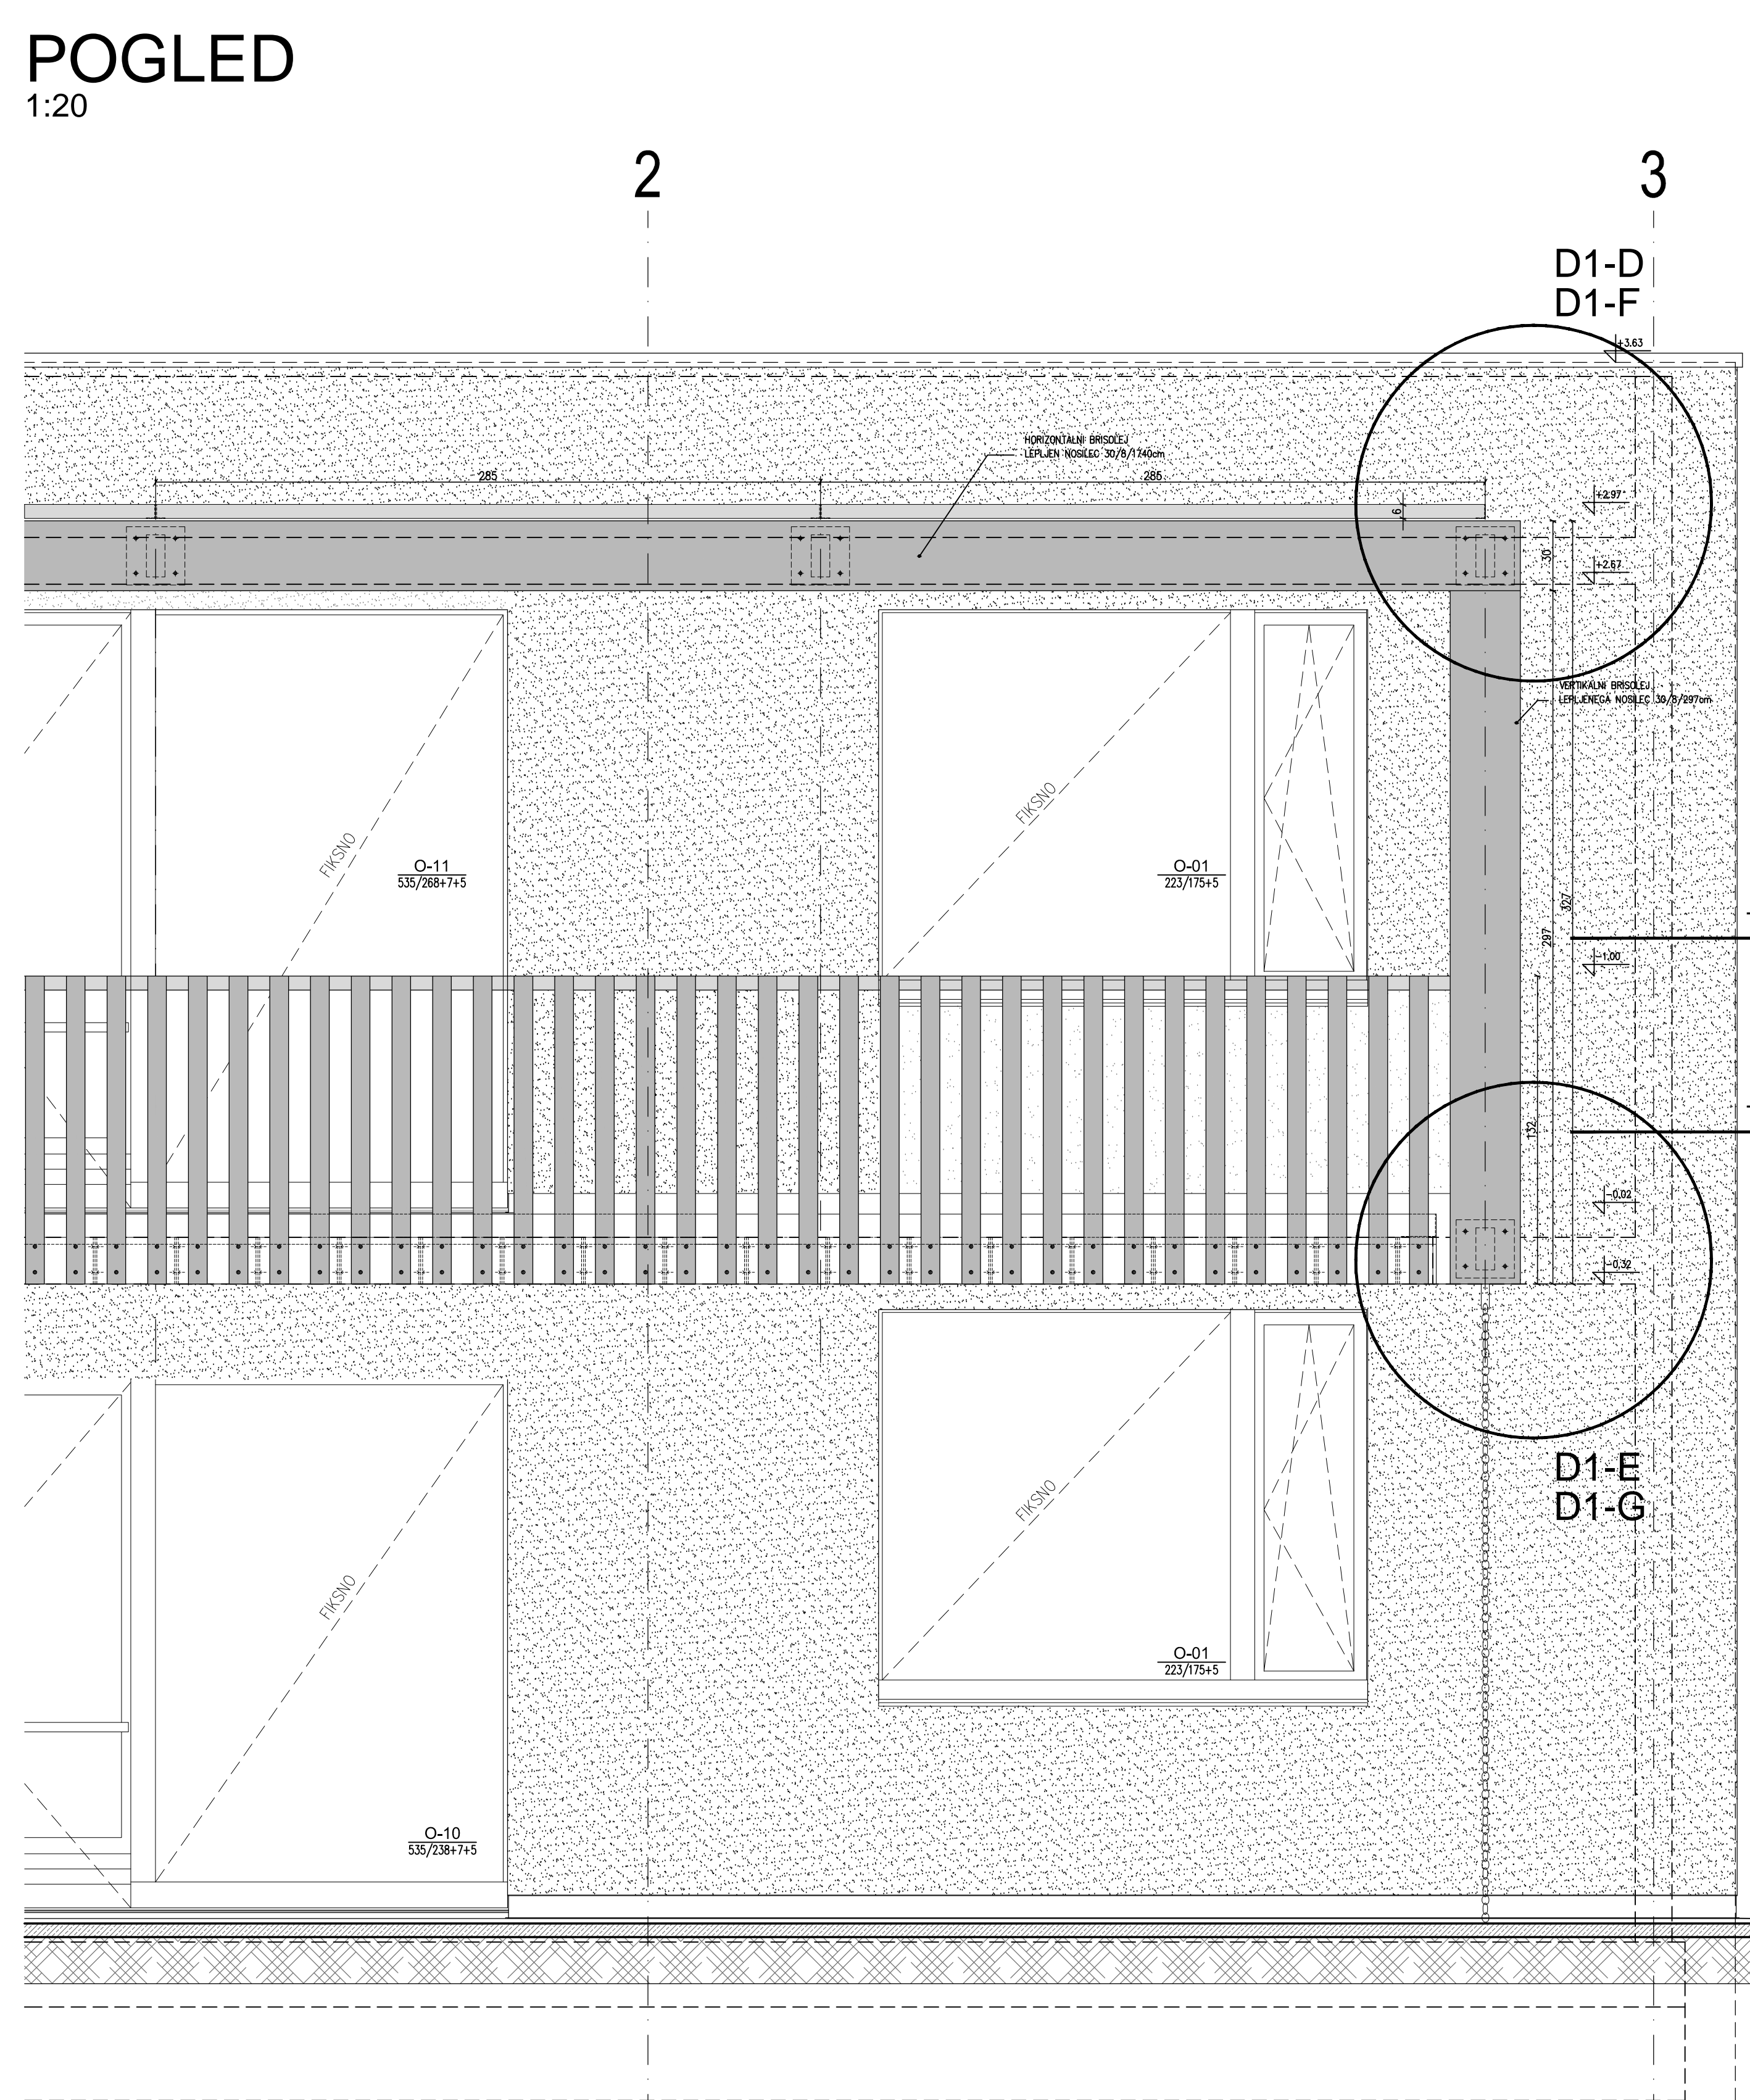 POGLED
1:20
2
3
D1-D
D1-F
+3.63
HORIZONTALNI BRISOLEJ
LEPLJEN NOSILEC 30/8/1740cm
285
285
6
+2.97
30
+2.67
VERTIKALNI BRISOLEJ
LEPLJENEGA NOSILEC 30/8/297cm
FIKSNO
FIKSNO
O-11
535/268+7+5
O-01
223/175+5
327
297
-1.00
132
-0.02
-0.32
D1-E
D1-G
FIKSNO
FIKSNO
O-01
223/175+5
O-10
535/238+7+5